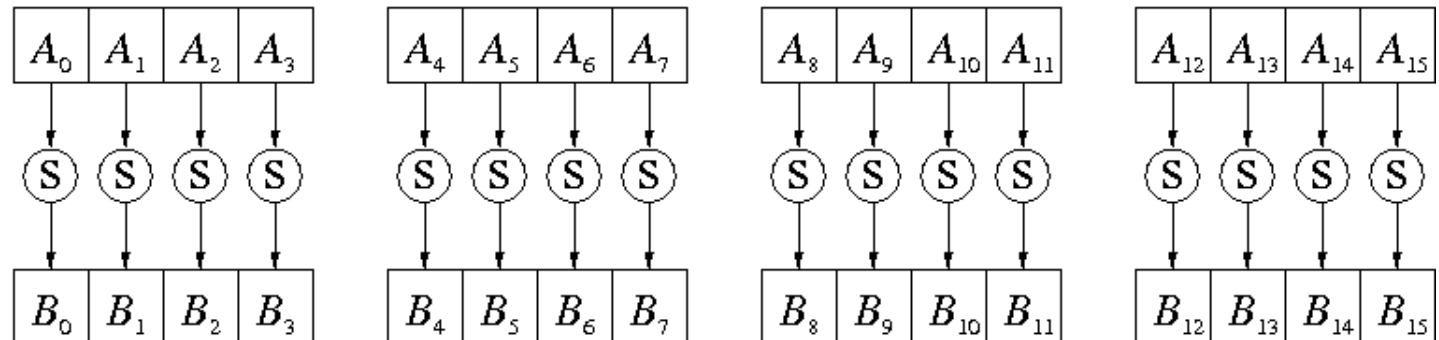 A₀ A₁ A₂ A₃ A₄ A₅ A₆ A₇ A₈ A₉ A₁₀ A₁₁ A₁₂ A₁₃ A₁₄ A₁₅
S S S S S S S S S S S S S S S S
B₀ B₁ B₂ B₃ B₄ B₅ B₆ B₇ B₈ B₉ B₁₀ B₁₁ B₁₂ B₁₃ B₁₄ B₁₅